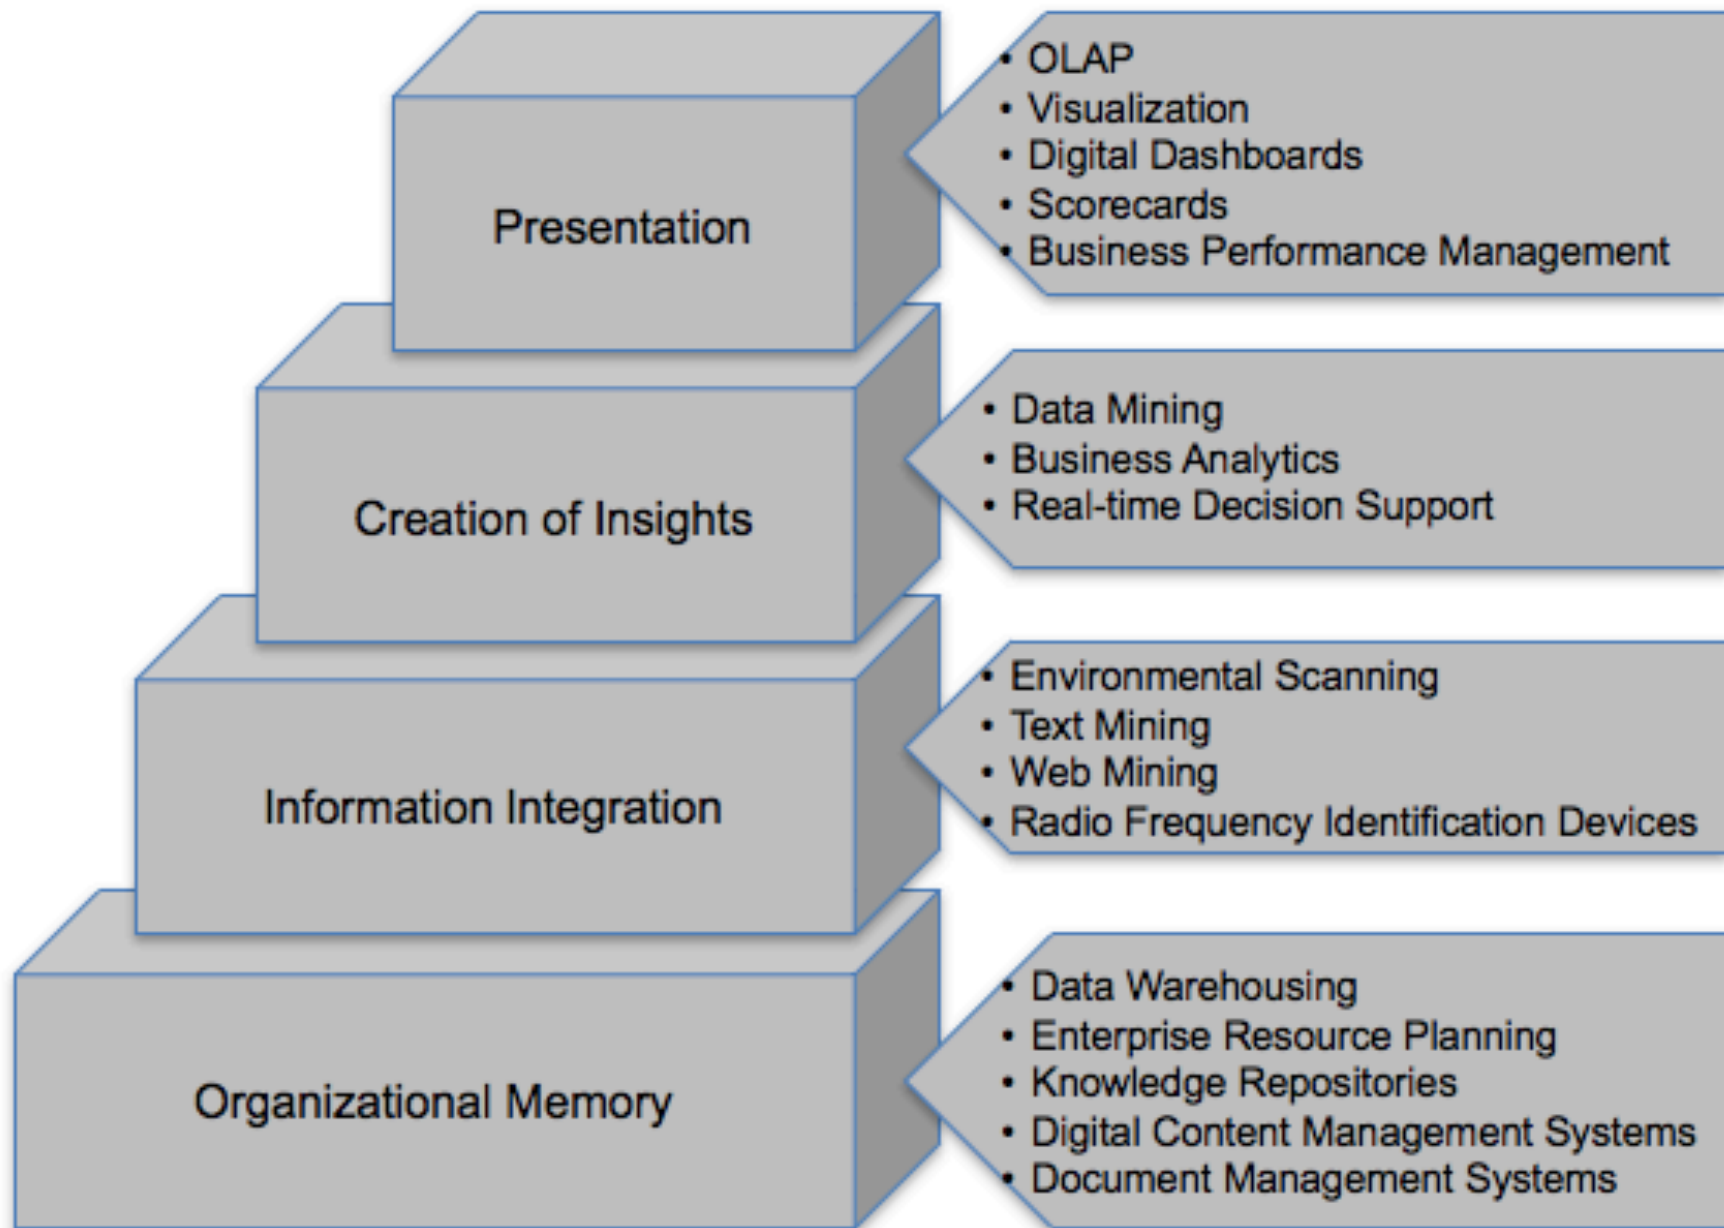 Presentation
• OLAP
• Visualization
• Digital Dashboards
• Scorecards
• Business Performance Management
Creation of Insights
• Data Mining
• Business Analytics
• Real-time Decision Support
Information Integration
• Environmental Scanning
• Text Mining
• Web Mining
• Radio Frequency Identification Devices
Organizational Memory
• Data Warehousing
• Enterprise Resource Planning
• Knowledge Repositories
• Digital Content Management Systems
• Document Management Systems